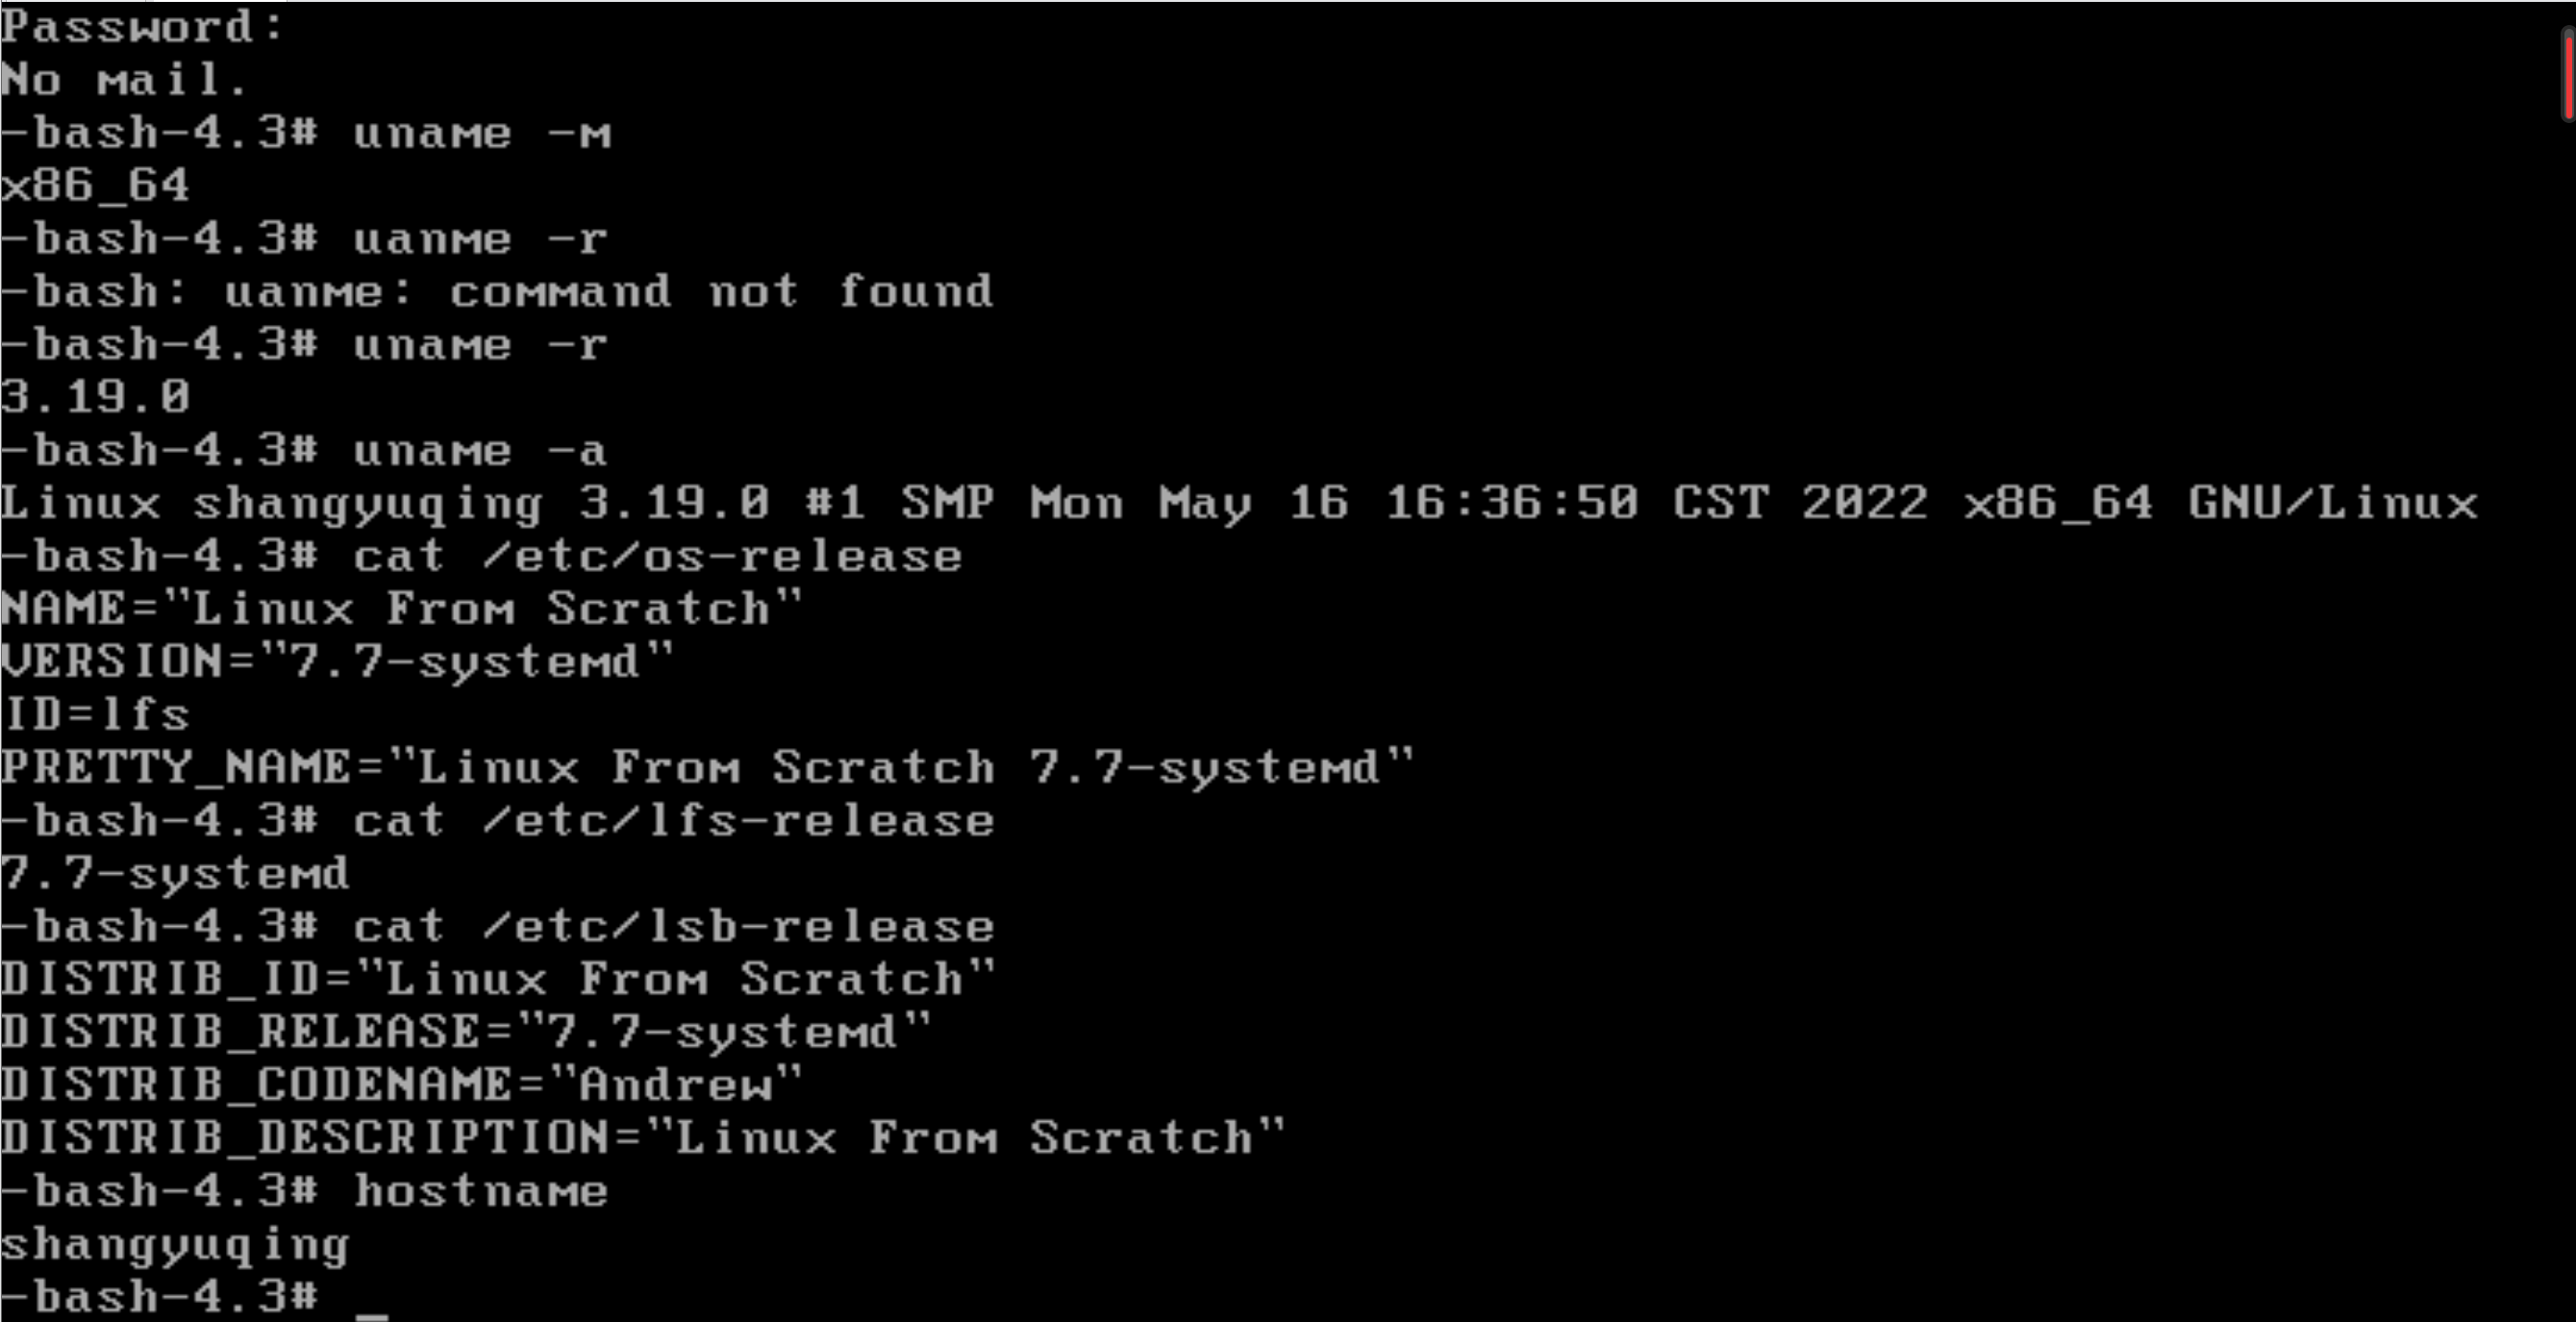 Password:
No mail.
-bash-4.3# uname -m
x86_64
-bash-4.3# uanme -r
-bash: uanme: command not found
-bash-4.3# uname -r
3.19.0
-bash-4.3# uname -a
Linux shangyuqing 3.19.0 #1 SMP Mon May 16 16:36:50 CST 2022 x86_64 GNU/Linux
-bash-4.3# cat /etc/os-release
NAME="Linux From Scratch"
VERSION="7.7-systemd"
ID=lfs
PRETTY_NAME="Linux From Scratch 7.7-systemd"
-bash-4.3# cat /etc/lfs-release
7.7-systemd
-bash-4.3# cat /etc/lsb-release
DISTRIB_ID="Linux From Scratch"
DISTRIB_RELEASE="7.7-systemd"
DISTRIB_CODENAME="Andrew"
DISTRIB_DESCRIPTION="Linux From Scratch"
-bash-4.3# hostname
shangyuqing
-bash-4.3# _